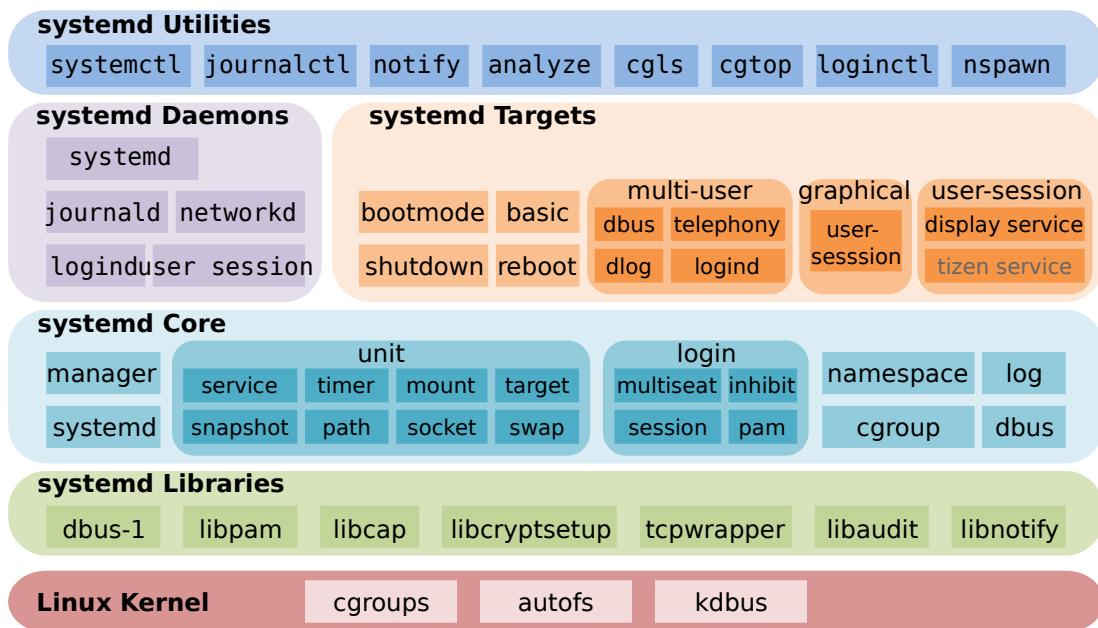 systemd Utilities
systemctl journalctl notify analyze cgls cgtop loginctl nspawn
systemd Daemons
systemd
journald networkd
logind user session
systemd Targets
bootmode basic
shutdown reboot
multi-user
dbus telephony
dlog logind
graphical
user-
sesssion
user-session
display service
tizen service
systemd Core
manager
systemd
unit
service timer mount target
snapshot path socket swap
login
multiseat inhibit
session pam
namespace log
cgroup dbus
systemd Libraries
dbus-1 libpam libcap libcryptsetup tcpwrapper libaudit libnotify
Linux Kernel cgroups autofs kdbus